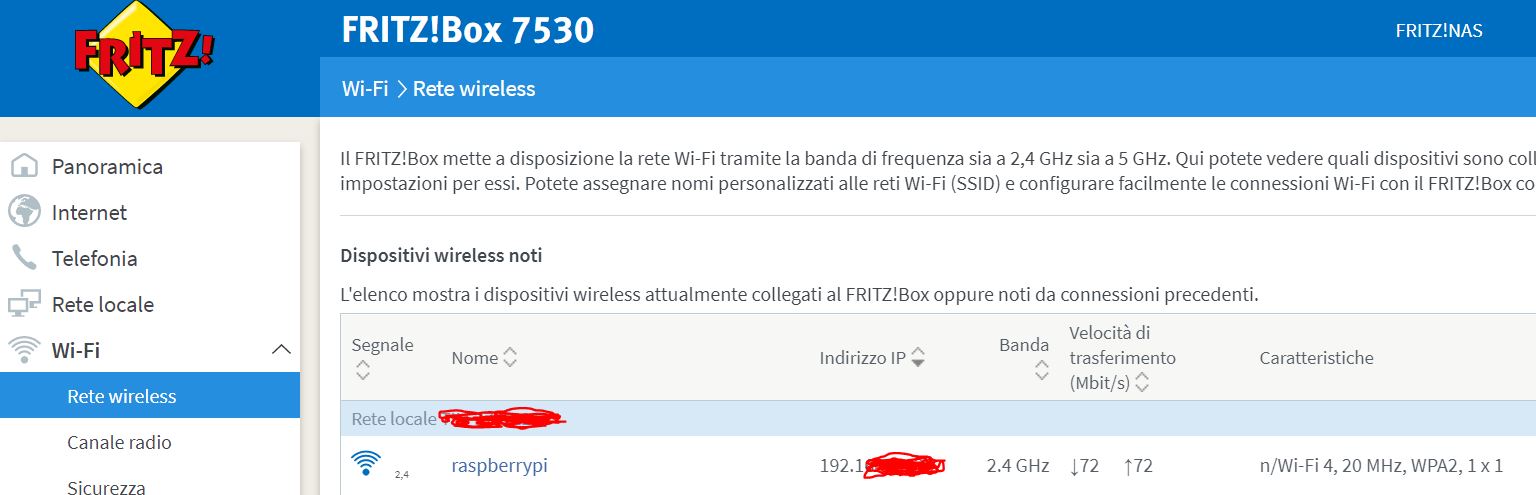 FRITZ!
FRITZ!Box 7530
FRITZ!NAS
Wi-Fi > Rete wireless
Panoramica
Internet
Telefonia
Rete locale
Wi-Fi
Rete wireless
Canale radio
Sicurezza
Il FRITZ!Box mette a disposizione la rete Wi-Fi tramite la banda di frequenza sia a 2,4 GHz sia a 5 GHz. Qui potete vedere quali dispositivi sono
impostazioni per essi. Potete assegnare nomi personalizzati alle reti Wi-Fi (SSID) e configurare facilmente le connessioni Wi-Fi con il FRITZ!Box
Dispositivi wireless noti
L'elenco mostra i dispositivi wireless attualmente collegati al FRITZ!Box oppure noti da connessioni precedenti.
Segnale
Nome
Indirizzo IP
Banda
Velocità di
trasferimento
(Mbit/s)
Caratteristiche
Rete locale
2,4
raspberrypi
192.1
2.4 GHz
↓72 ↑72
n/Wi-Fi 4, 20 MHz, WPA2, 1 x 1